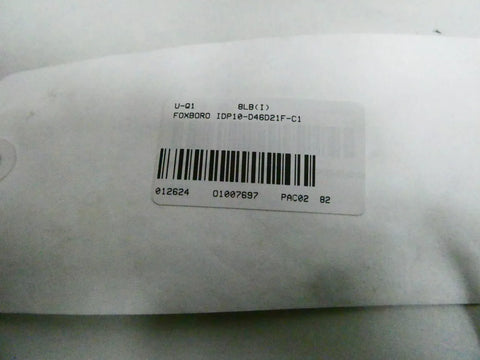 U-Q1 8LB(I)
FOXBORO IDP10-D46D21F-C1
012624 01007697 PAC02 82